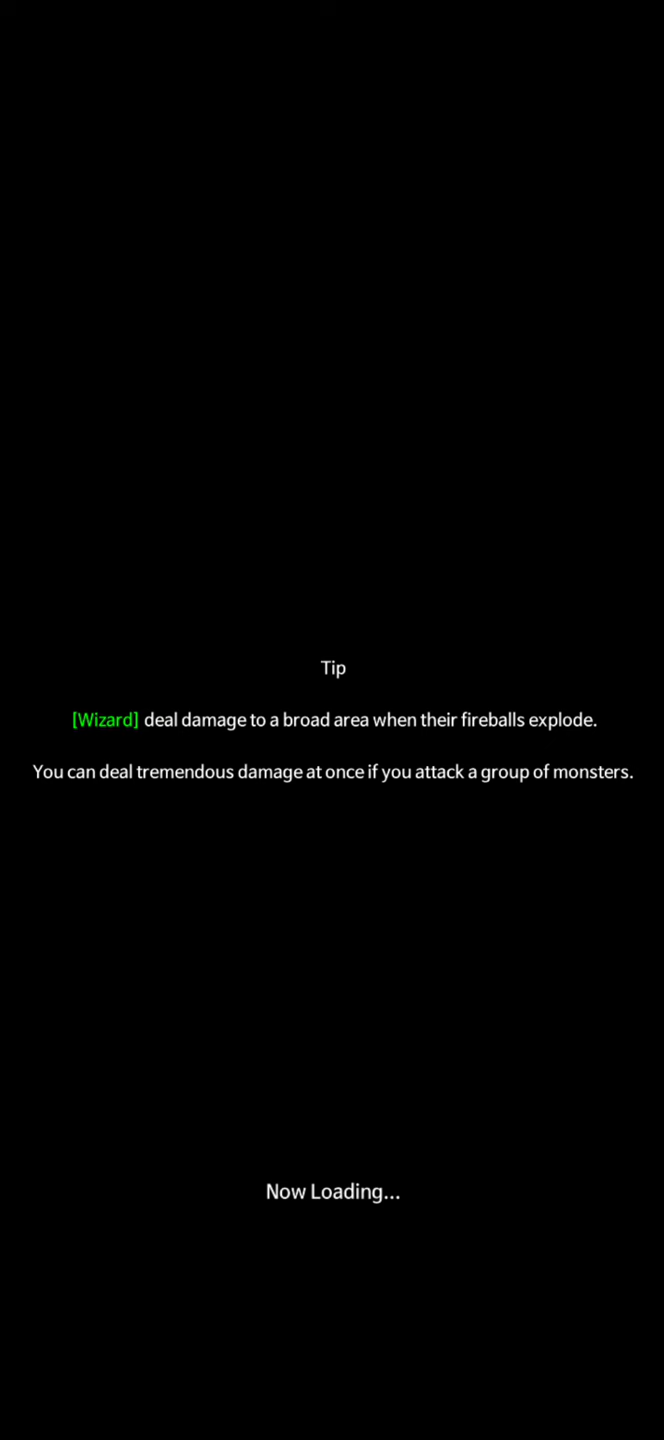 Tip
[Wizard] deal damage to a broad area when their fireballs explode.
You can deal tremendous damage at once if you attack a group of monsters.
Now Loading...